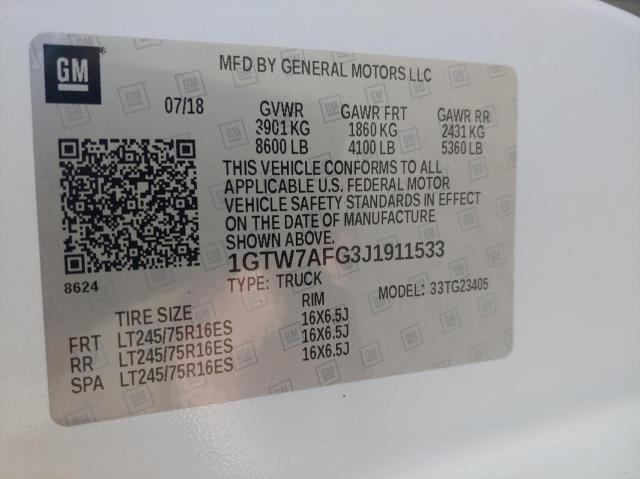 GM
MFD BY GENERAL MOTORS LLC
07/18
GVWR GAWR FRT GAWR RR
3901 KG 1860 KG 2431 KG
8600 LB 4100 LB 5360 LB
THIS VEHICLE CONFORMS TO ALL
APPLICABLE U.S. FEDERAL MOTOR
VEHICLE SAFETY STANDARDS IN EFFECT
ON THE DATE OF MANUFACTURE
SHOWN ABOVE.
1GTW7AFG3J1911533
8624
TYPE: TRUCK MODEL: 33TG23405
TIRE SIZE RIM
FRT LT245/75R16ES 16X6.5J
RR LT245/75R16ES 16X6.5J
SPA LT245/75R16ES 16X6.5J